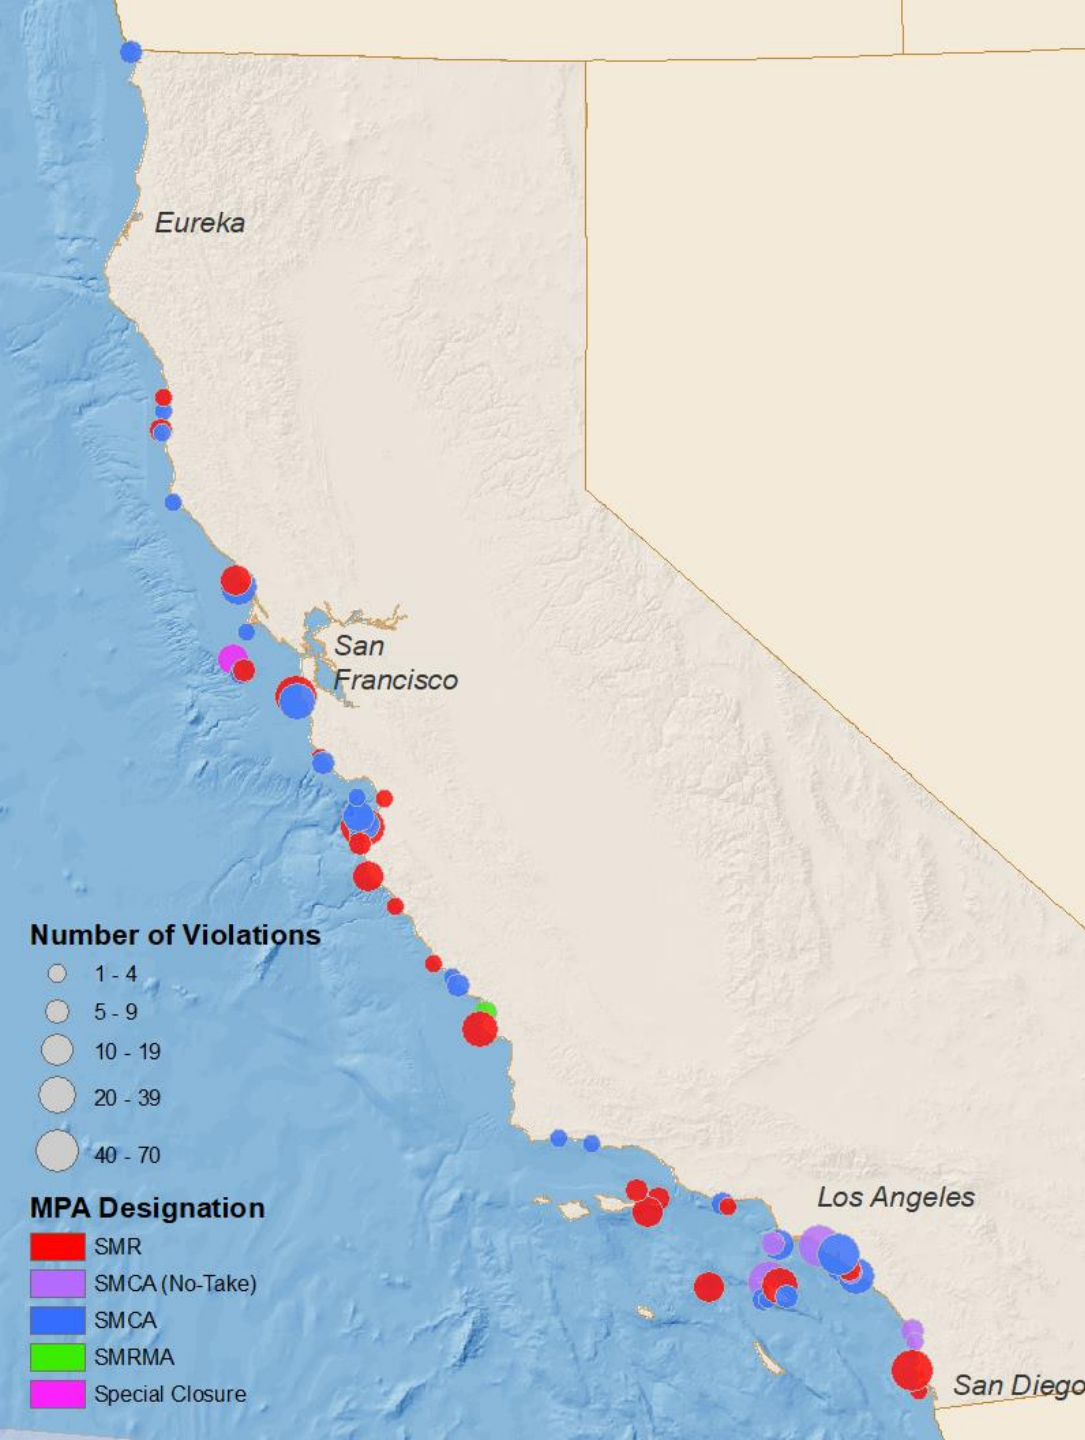 Eureka
San
Francisco
Number of Violations
1 - 4
5 - 9
10 - 19
20 - 39
40 - 70
MPA Designation
SMR
SMCA (No-Take)
SMCA
SMRMA
Special Closure
Los Angeles
San Diego